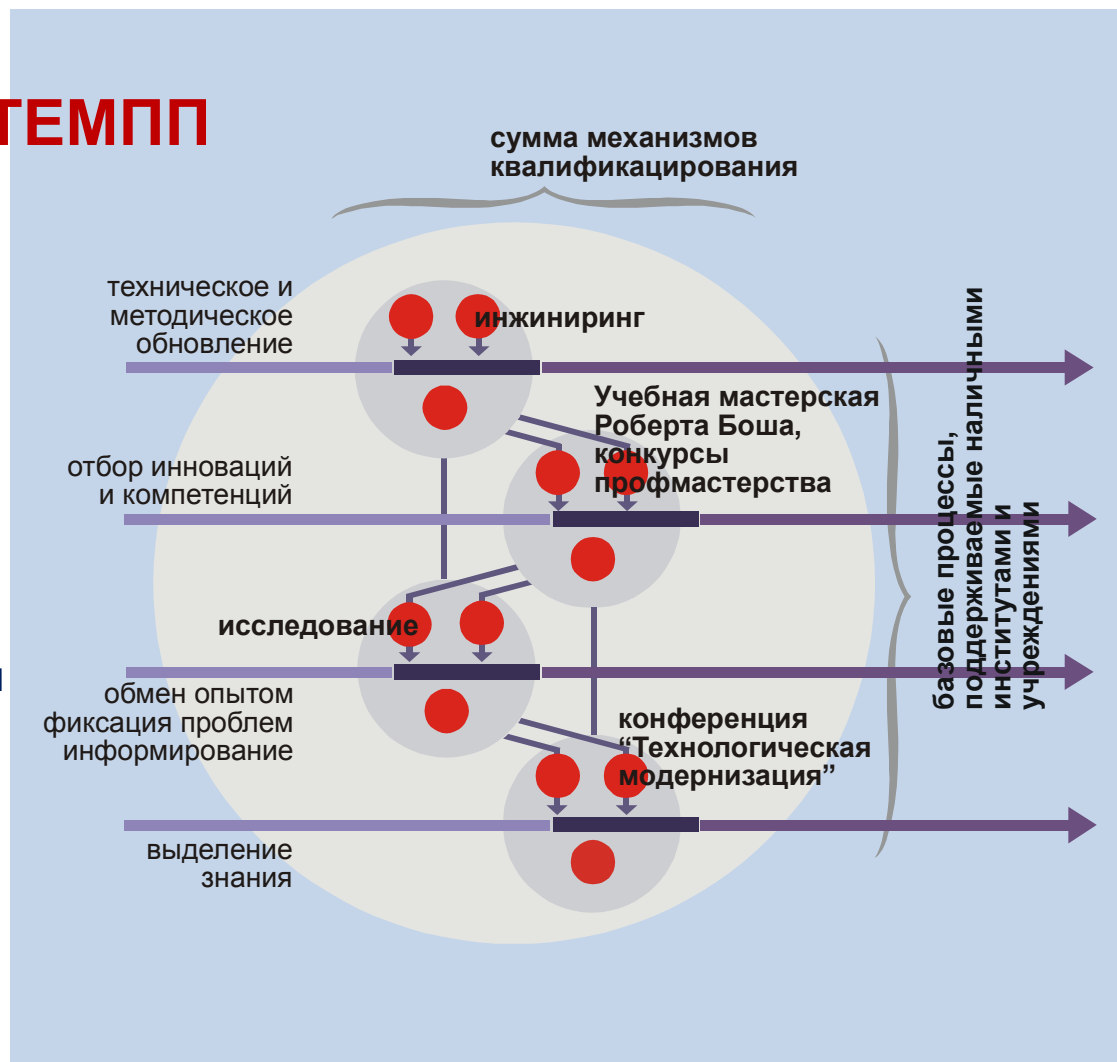 ТЕМПП
сумма механизмов
квалификацирования
техническое и
методическое
обновление
инжиниринг
Учебная мастерская
Роберта Боша,
конкурсы
профмастерства
отбор инноваций
и компетенций
исследование
обмен опытом
фиксация проблем
информирование
конференция
“Технологическая
модернизация”
выделение
знания
базовые процессы,
поддерживаемые наличными
институтами и
учреждениями